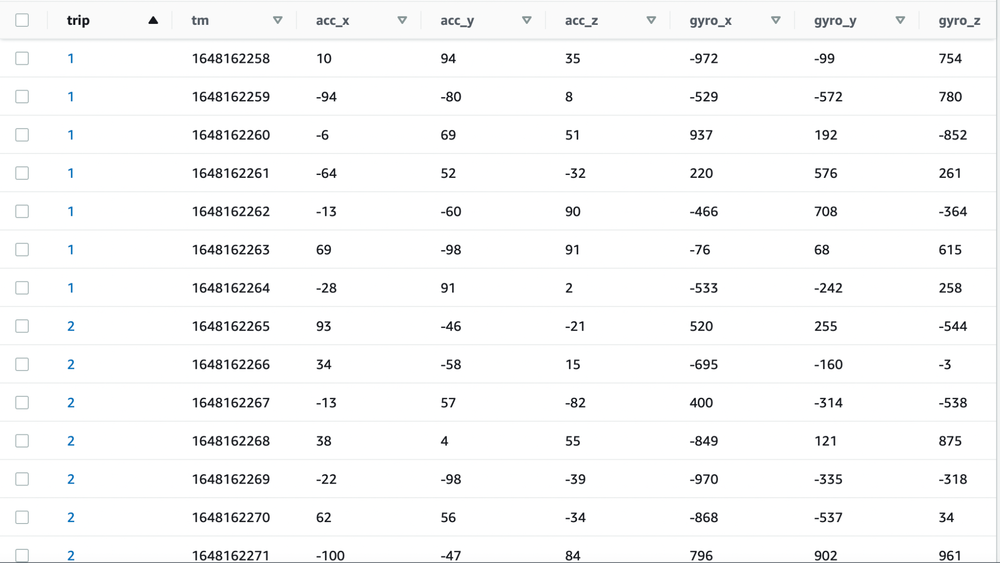 trip tm acc_x acc_y acc_z gyro_x gyro_y gyro_z
1 1648162258 10 94 35 -972 -99 754
1 1648162259 -94 -80 8 -529 -572 780
1 1648162260 -6 69 51 937 192 -852
1 1648162261 -64 52 -32 220 576 261
1 1648162262 -13 -60 90 -466 708 -364
1 1648162263 69 -98 91 -76 68 615
1 1648162264 -28 91 2 -533 -242 258
2 1648162265 93 -46 -21 520 255 -544
2 1648162266 34 -58 15 -695 -160 -3
2 1648162267 -13 57 -82 400 -314 -538
2 1648162268 38 4 55 -849 121 875
2 1648162269 -22 -98 -39 -970 -335 -318
2 1648162270 62 56 -34 -868 -537 34
2 1648162271 -100 -47 84 796 902 961